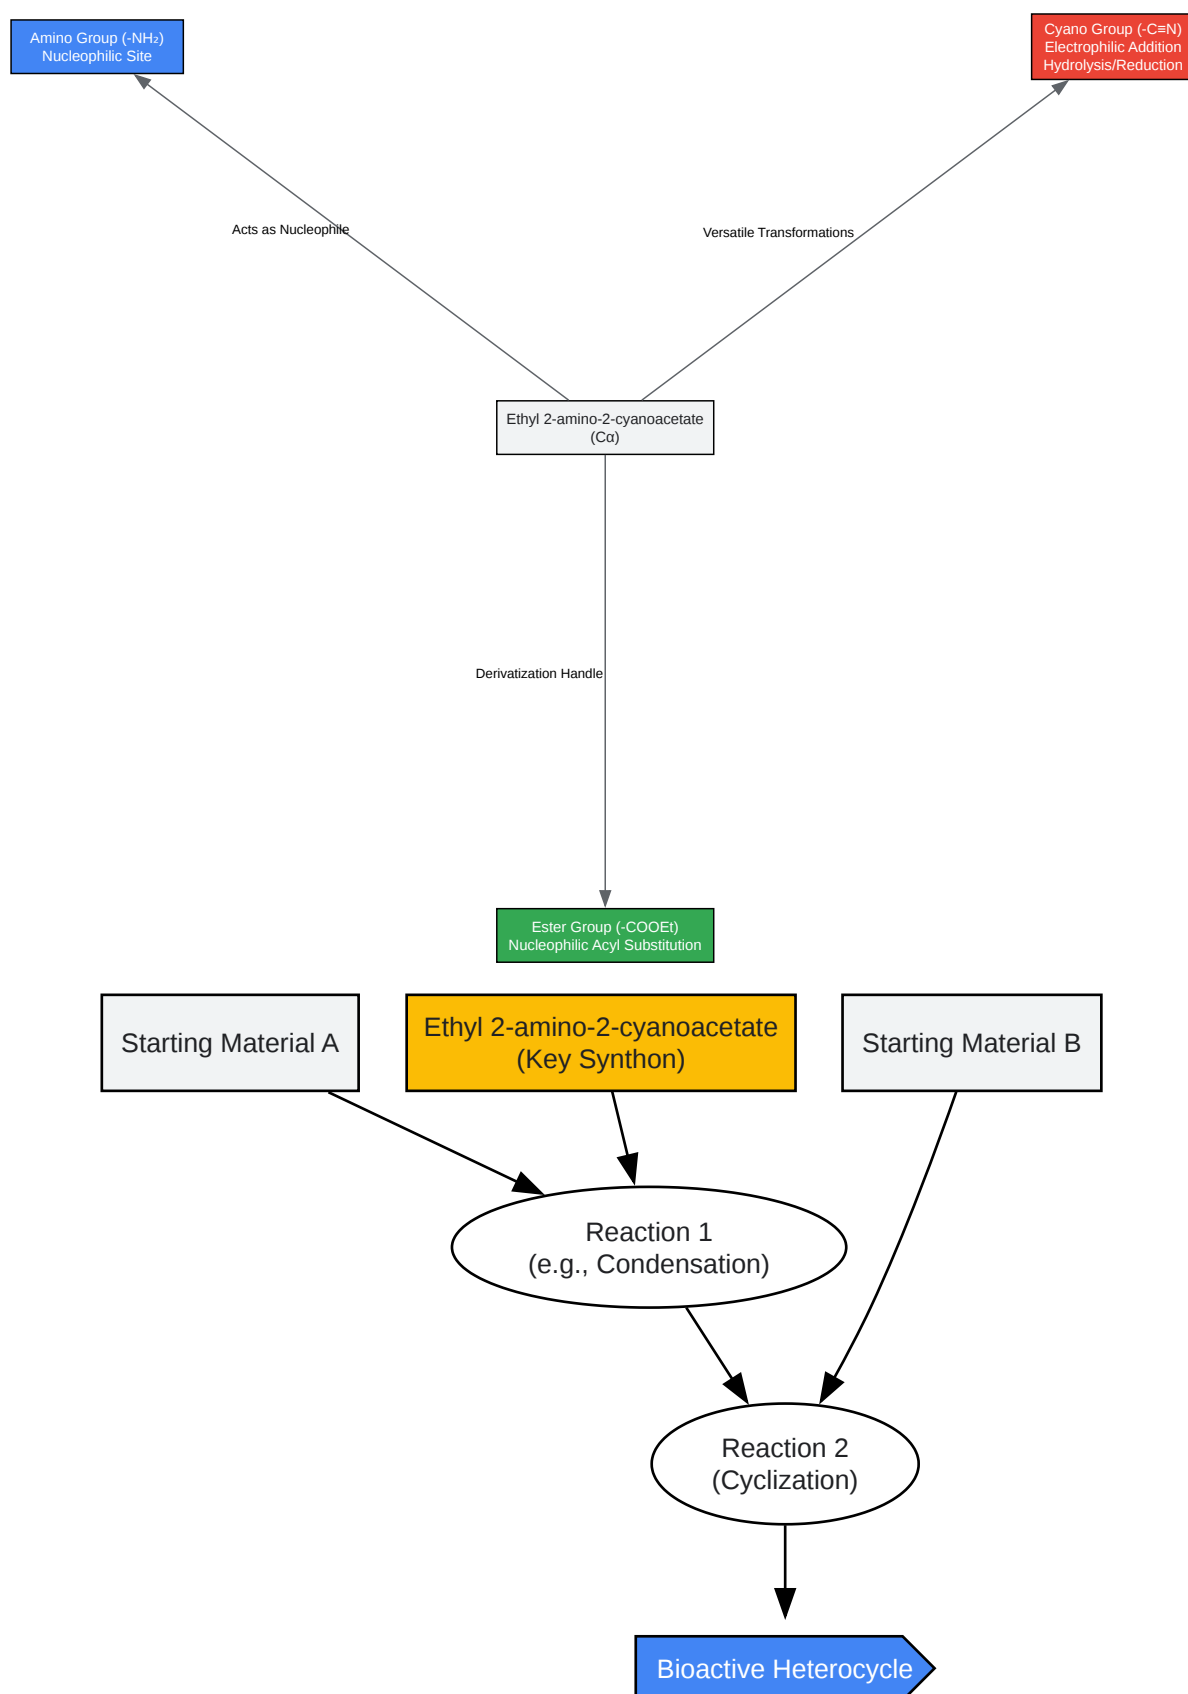 Amino Group (-NH₂)
Nucleophilic Site
Cyano Group (-C≡N)
Electrophilic Addition
Hydrolysis/Reduction
Acts as Nucleophile
Versatile Transformations
Ethyl 2-amino-2-cyanoacetate
(Cα)
Derivatization Handle
Ester Group (-COOEt)
Nucleophilic Acyl Substitution
Starting Material A
Ethyl 2-amino-2-cyanoacetate
(Key Synthon)
Starting Material B
Reaction 1
(e.g., Condensation)
Reaction 2
(Cyclization)
Bioactive Heterocycle